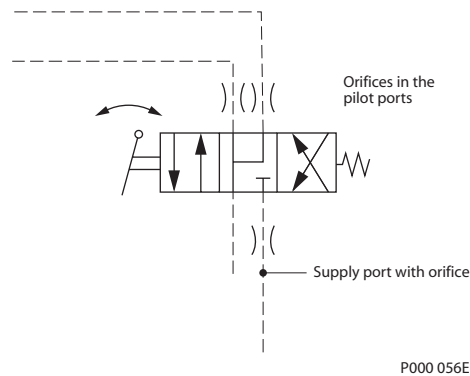 Orifices in the
pilot ports
Supply port with orifice
P000 056E